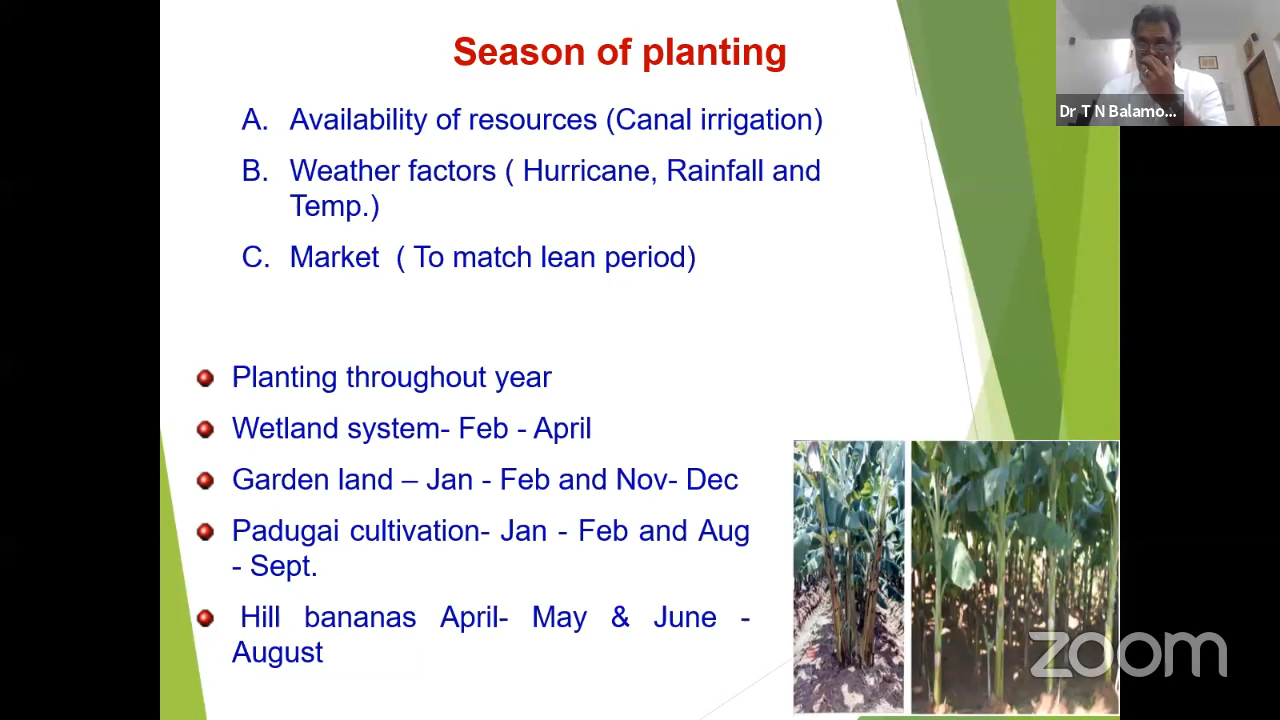 Season of planting
Dr T N Balamo...
A. Availability of resources (Canal irrigation)
B. Weather factors ( Hurricane, Rainfall and
Temp.)
C. Market ( To match lean period)
Planting throughout year
Wetland system- Feb - April
Garden land – Jan - Feb and Nov- Dec
Padugai cultivation- Jan - Feb and Aug
- Sept.
Hill bananas April- May & June -
August
zoom